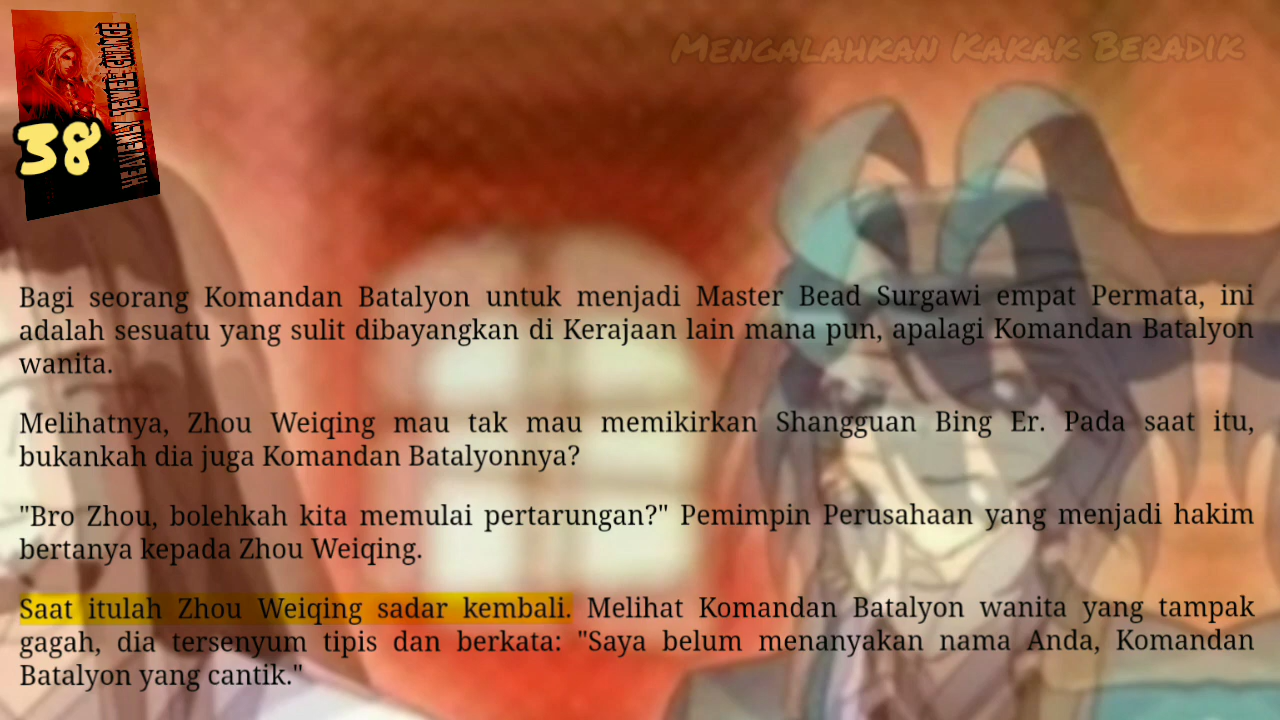 Mengalahkan Kakak Beradik
HEAVENLY JEWEL CHANGE
38
Bagi seorang Komandan Batalyon untuk menjadi Master Bead Surgawi empat Permata, ini
adalah sesuatu yang sulit dibayangkan di Kerajaan lain mana pun, apalagi Komandan Batalyon
wanita.
Melihatnya, Zhou Weiqing mau tak mau memikirkan Shangguan Bing Er. Pada saat itu,
bukankah dia juga Komandan Batalyonnya?
"Bro Zhou, bolehkah kita memulai pertarungan?" Pemimpin Perusahaan yang menjadi hakim
bertanya kepada Zhou Weiqing.
Saat itulah Zhou Weiqing sadar kembali. Melihat Komandan Batalyon wanita yang tampak
gagah, dia tersenyum tipis dan berkata: "Saya belum menanyakan nama Anda, Komandan
Batalyon yang cantik."